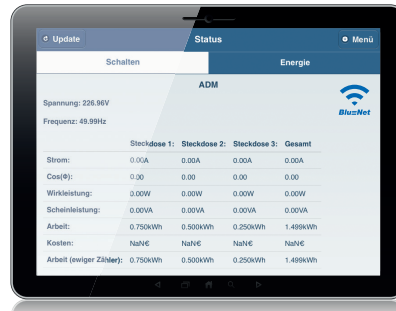 Update Status Menü
Schalten Energie
ADM
Spannung: 226.96V
BlueNet
Frequenz: 49.99Hz
Steckdose 1: Steckdose 2: Steckdose 3: Gesamt
Strom: 0.00A 0.00A 0.00A 0.00A
Cos(Φ): 0.00 0.00 0.00 0.00
Wirkleistung: 0.00W 0.00W 0.00W 0.00W
Scheinleistung: 0.00VA 0.00VA 0.00VA 0.00VA
Arbeit: 0.750kWh 0.500kWh 0.250kWh 1.499kWh
Kosten: NaN€ NaN€ NaN€ NaN€
Arbeit (ewiger Zähler): 0.750kWh 0.500kWh 0.250kWh 1.499kWh